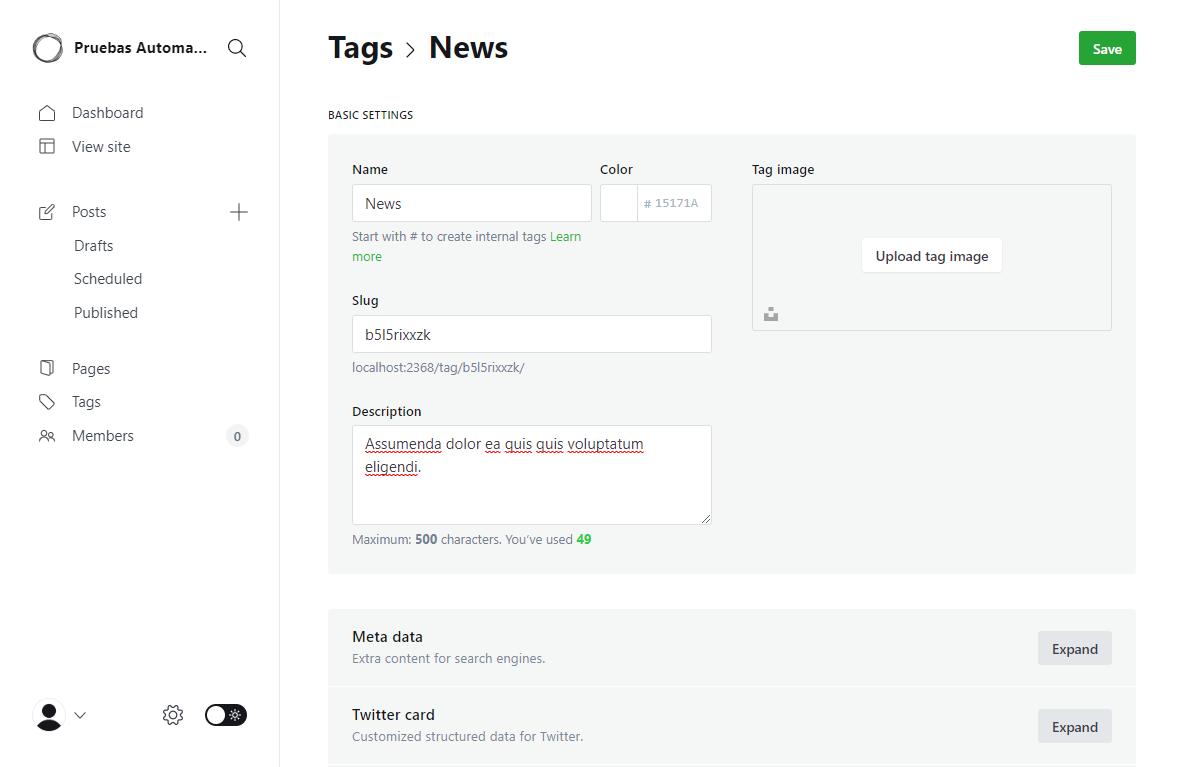 Pruebas Automa...
Tags > News
Save
Dashboard
View site
Posts
Drafts
Scheduled
Published
Pages
Tags
Members
0
BASIC SETTINGS
Name
Color
Tag image
News
# 15171A
Start with # to create internal tags Learn
more
Upload tag image
Slug
b5l5rixxzk
localhost:2368/tag/b5l5rixxzk/
Description
Assumenda dolor ea quis quis voluptatum
eligendi.
Maximum: 500 characters. You’ve used 49
Meta data
Extra content for search engines.
Expand
Twitter card
Customized structured data for Twitter.
Expand